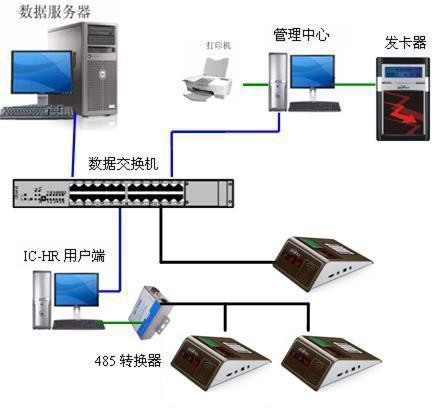 数据服务器
打印机
管理中心
发卡器
数据交换机
IC-HR 用户端
485 转换器